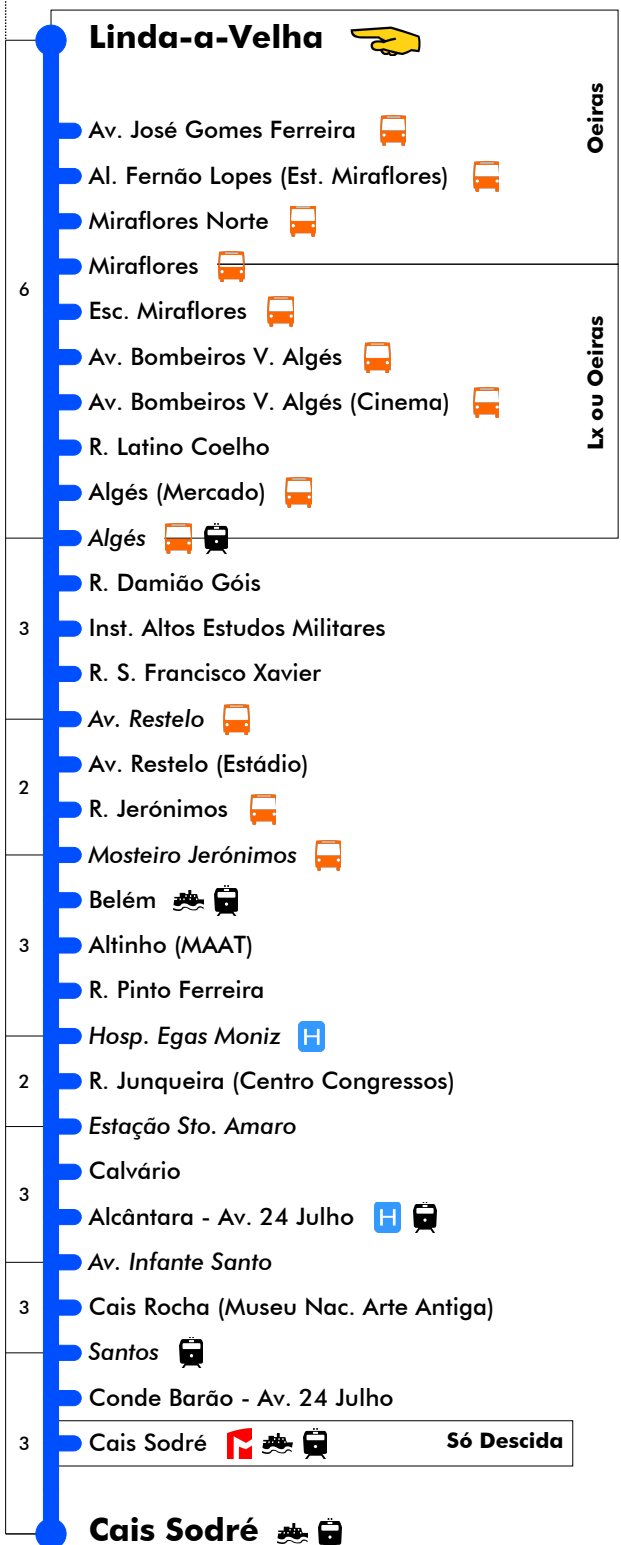 Linda-a-Velha
Oeiras
Av. José Gomes Ferreira
Al. Fernão Lopes (Est. Miraflores)
Miraflores Norte
Miraflores
6
Esc. Miraflores
Lx ou Oeiras
Av. Bombeiros V. Algés
Av. Bombeiros V. Algés (Cinema)
R. Latino Coelho
Algés (Mercado)
Algés
R. Damião Góis
3
Inst. Altos Estudos Militares
R. S. Francisco Xavier
Av. Restelo
Av. Restelo (Estádio)
2
R. Jerónimos
Mosteiro Jerónimos
Belém
3
Altinho (MAAT)
R. Pinto Ferreira
Hosp. Egas Moniz H
2
R. Junqueira (Centro Congressos)
Estação Sto. Amaro
Calvário
3
Alcântara - Av. 24 Julho H
Av. Infante Santo
3
Cais Rocha (Museu Nac. Arte Antiga)
Santos
Conde Barão - Av. 24 Julho
3
Cais Sodré
Só Descida
Cais Sodré